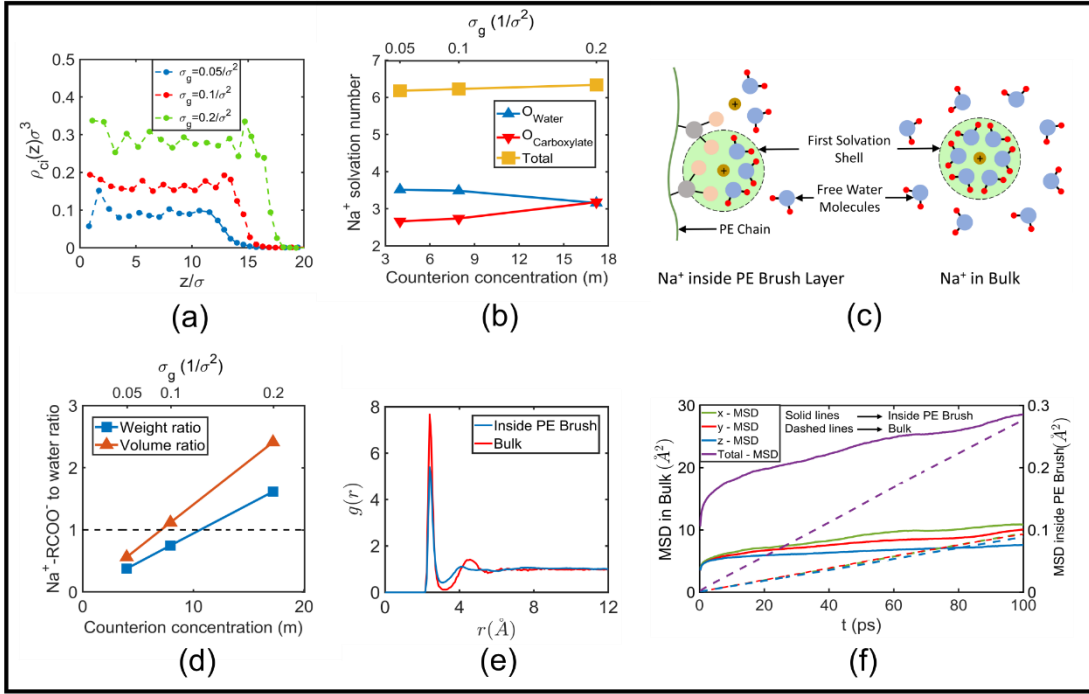 σg=0.05/σ²
σg=0.1/σ²
σg=0.2/σ²
ρci(z)σ³
0 0.1 0.2 0.3 0.4 0.5
0 5 10 15 20
z/σ
(a)
σg (1/σ²)
0.05 0.1 0.2
OWater
OCarboxylate
Total
Na⁺ solvation number
2 3 4 5 6 7
3 6 9 12 15 18
Counterion concentration (m)
(b)
First Solvation
Shell
Free Water
Molecules
PE Chain
+
+
+
Na⁺ inside PE Brush Layer
Na⁺ in Bulk
(c)
σg (1/σ²)
0.05 0.1 0.2
Weight ratio
Volume ratio
Na⁺-RCOO⁻ to water ratio
0 1 2 3
0 10 20
Counterion concentration (m)
(d)
Inside PE Brush
Bulk
g(r)
0 2 4 6 8
0 4 8 12
r(Å)
(e)
x - MSD
y - MSD
z - MSD
Total - MSD
Solid lines → Inside PE Brush
Dashed lines → Bulk
MSD in Bulk (Å²)
0 10 20 30
MSD inside PE Brush(Å²)
0 0.1 0.2 0.3
0 20 40 60 80 100
t (ps)
(f)